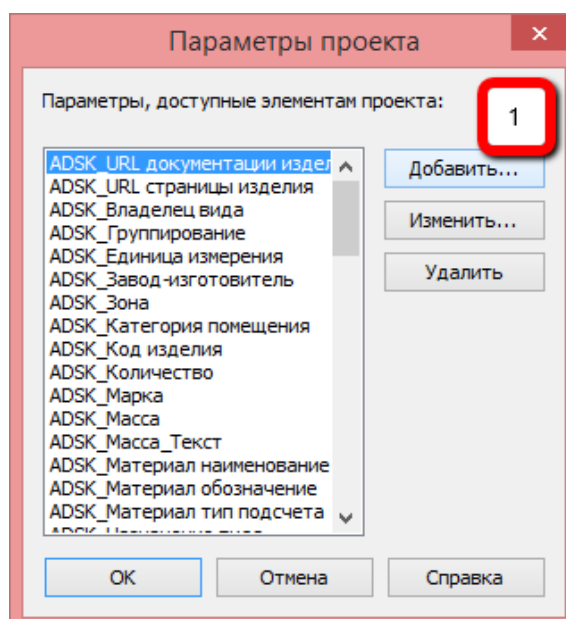 Параметры проекта
×
Параметры, доступные элементам проекта:
1
ADSK_URL документации
ADSK_URL страницы изделия
ADSK_Владелец вида
ADSK_Группирование
ADSK_Единица измерения
ADSK_Завод-изготовитель
ADSK_Зона
ADSK_Категория помещения
ADSK_Код изделия
ADSK_Количество
ADSK_Марка
ADSK_Масса
ADSK_Масса_Текст
ADSK_Материал наименование
ADSK_Материал обозначение
ADSK_Материал тип подсчета
Добавить...
Изменить...
Удалить
OK
Отмена
Справка